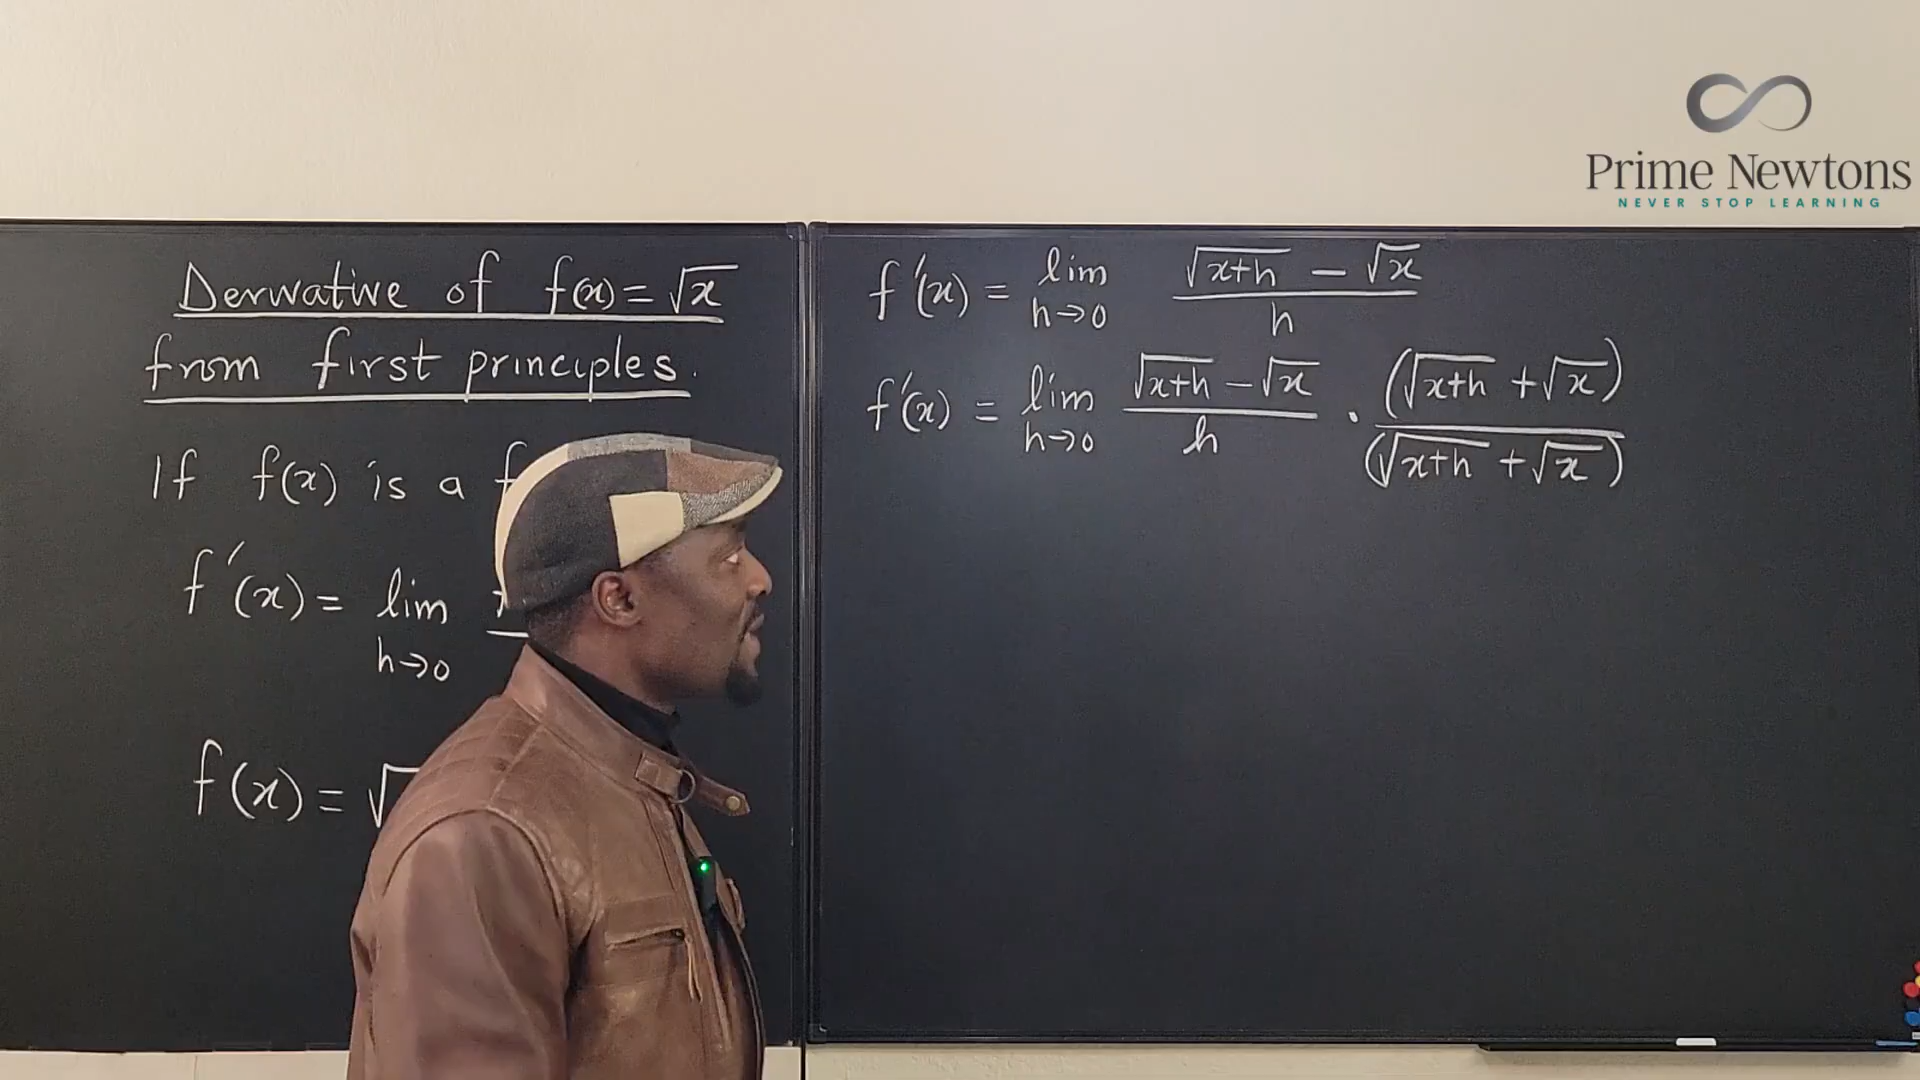 Prime Newtons
NEVER STOP LEARNING
Derivative of f(x) = √x
from first principles.
If f(x) is a
f'(x) = lim h→0
f(x) = √
f'(x) = lim h→0 (√(x+h) − √x)/h
f'(x) = lim h→0 (√(x+h) − √x)/h · (√(x+h) + √x)/(√(x+h) + √x)